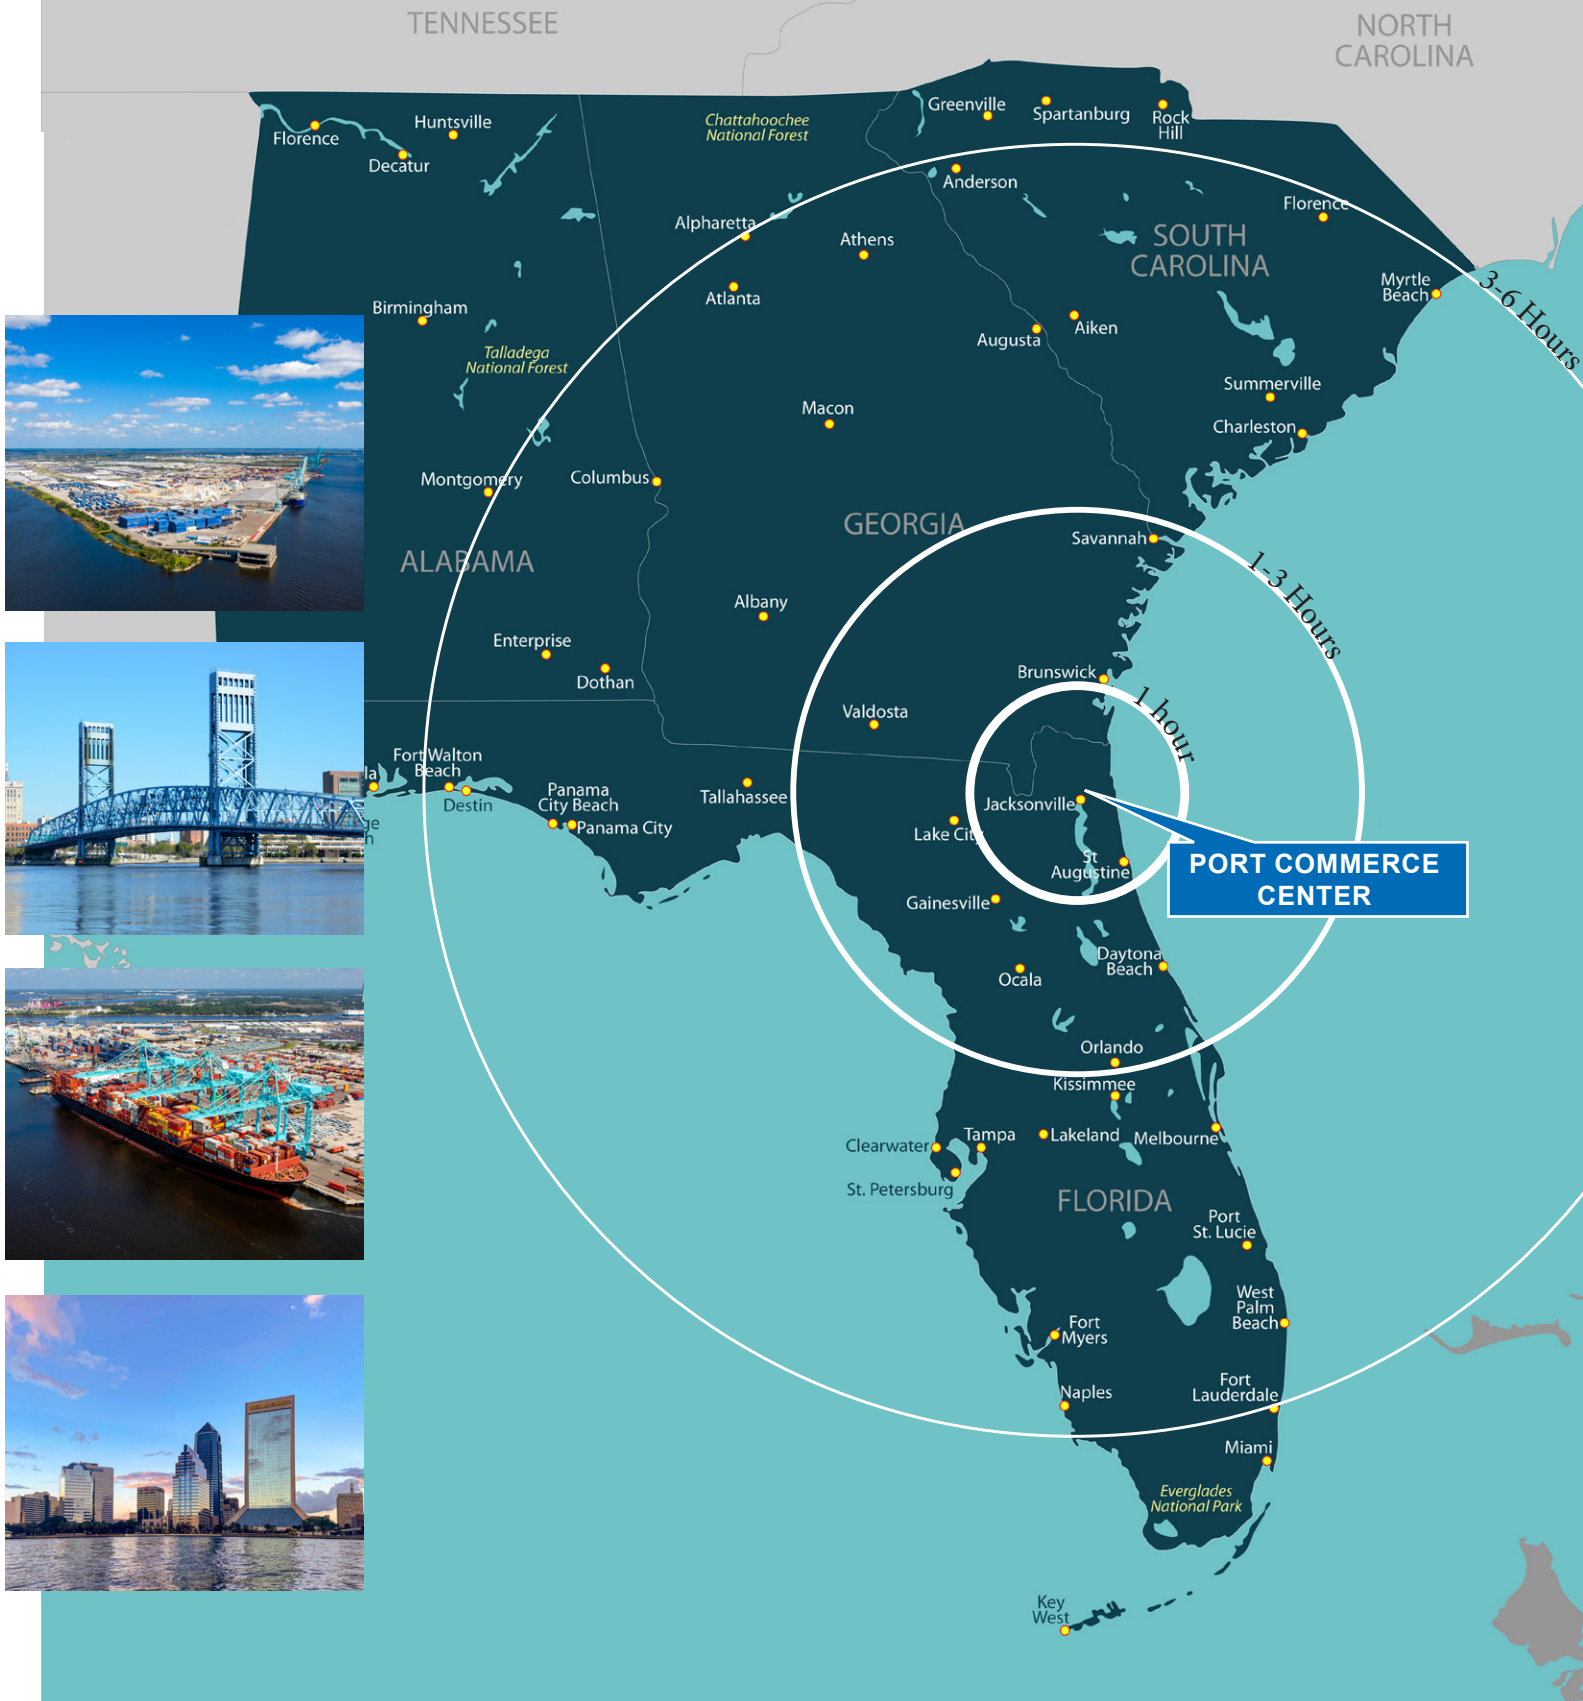 TENNESSEE
NORTH
CAROLINA
Greenville
Spartanburg
Rock
Hill
Chattahoochee
National Forest
Florence
Huntsville
Decatur
Anderson
Florence
Alpharetta
Athens
SOUTH
CAROLINA
Myrtle
Beach
3-6 Hours
Atlanta
Birmingham
Augusta
Aiken
Talladega
National Forest
Summerville
Macon
Charleston
Montgomery
Columbus
GEORGIA
Savannah
ALABAMA
1-3 Hours
Albany
Enterprise
Dothan
Brunswick
1 hour
Valdosta
Fort Walton
Beach
la
Destin
Panama
City Beach
Panama City
Tallahassee
Jacksonville
Lake City
ge
h
St
Augustine
PORT COMMERCE
CENTER
Gainesville
Daytona
Beach
Ocala
Orlando
Kissimmee
Clearwater
Tampa
Lakeland
Melbourne
St. Petersburg
FLORIDA
Port
St. Lucie
West
Palm
Beach
Fort
Myers
Naples
Fort
Lauderdale
Miami
Everglades
National Park
Key
West